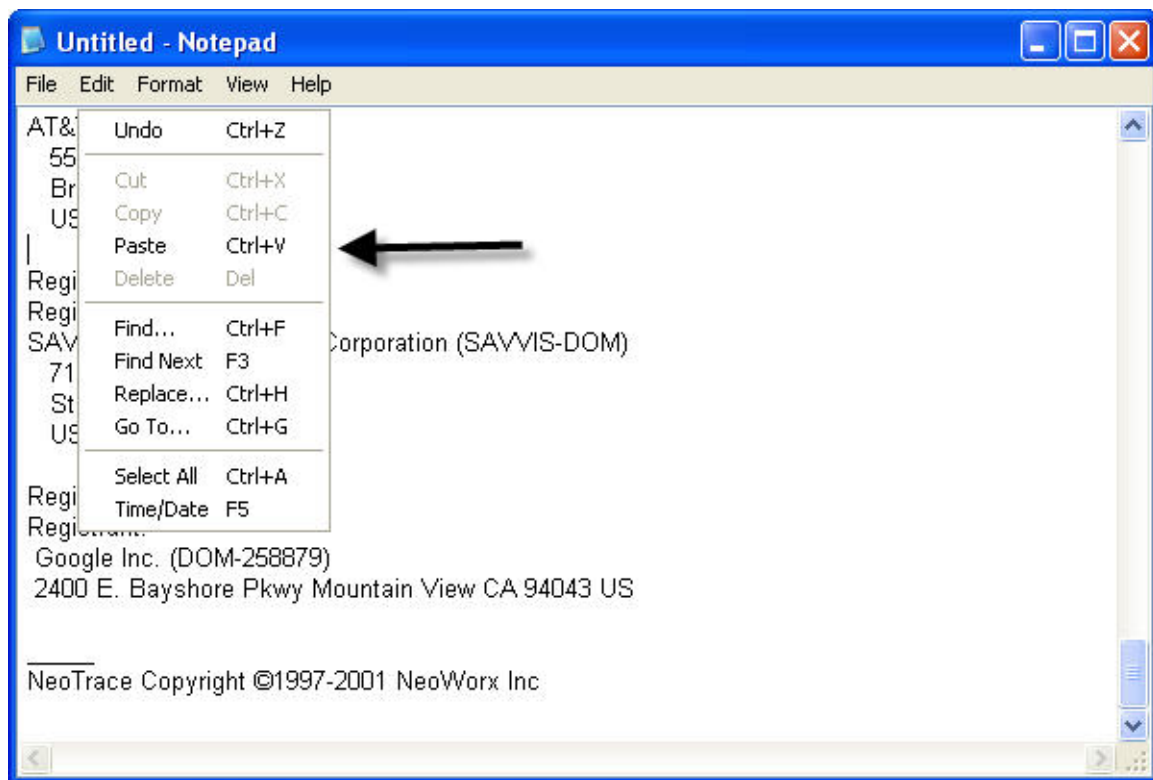 Untitled - Notepad
File Edit Format View Help
AT&
55
Br
US
Regi
Regi
SAV
71
St
US
Regi
Undo Ctrl+Z
Cut Ctrl+X
Copy Ctrl+C
Paste Ctrl+V
Delete Del
Find... Ctrl+F
Find Next F3
Replace... Ctrl+H
Go To... Ctrl+G
Select All Ctrl+A
Time/Date F5
Corporation (SAVVIS-DOM)
Registrant:
Google Inc. (DOM-258879)
2400 E. Bayshore Pkwy Mountain View CA 94043 US
NeoTrace Copyright ©1997-2001 NeoWorx Inc